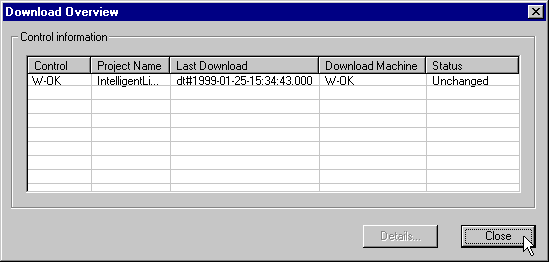 Download Overview
Control information
Control Project Name Last Download Download Machine Status
W-OK IntelligentLi... dt#1999-01-25-15:34:43.000 W-OK Unchanged
Details... Close